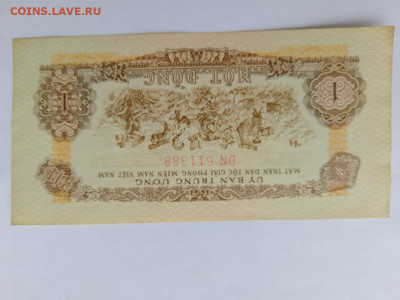 COINS.LAVE.RU
ỦY BAN TRUNG ƯƠNG
MẶT TRẬN DÂN TỘC GIẢI PHÓNG MIỀN NAM VIỆT NAM
DN 611388
1 1
MỘT ĐỒNG